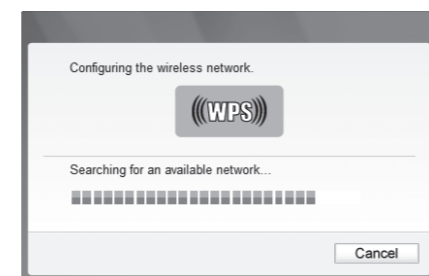 Configuring the wireless network.
(((WPS)))
Searching for an available network...
Cancel